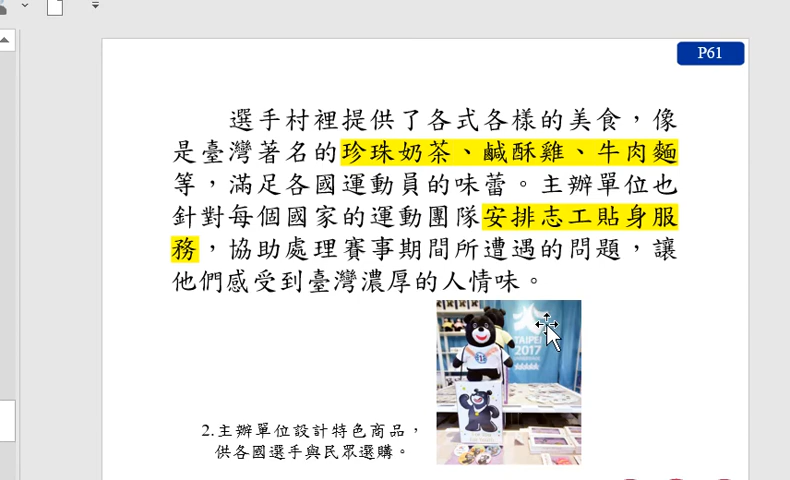 P61
選手村裡提供了各式各樣的美食，像
是臺灣著名的珍珠奶茶、鹹酥雞、牛肉麵
等，滿足各國運動員的味蕾。主辦單位也
針對每個國家的運動團隊安排志工貼身服
務，協助處理賽事期間所遭遇的問題，讓
他們感受到臺灣濃厚的人情味。
TAIPEI
2017
2.主辦單位設計特色商品，
供各國選手與民眾選購。